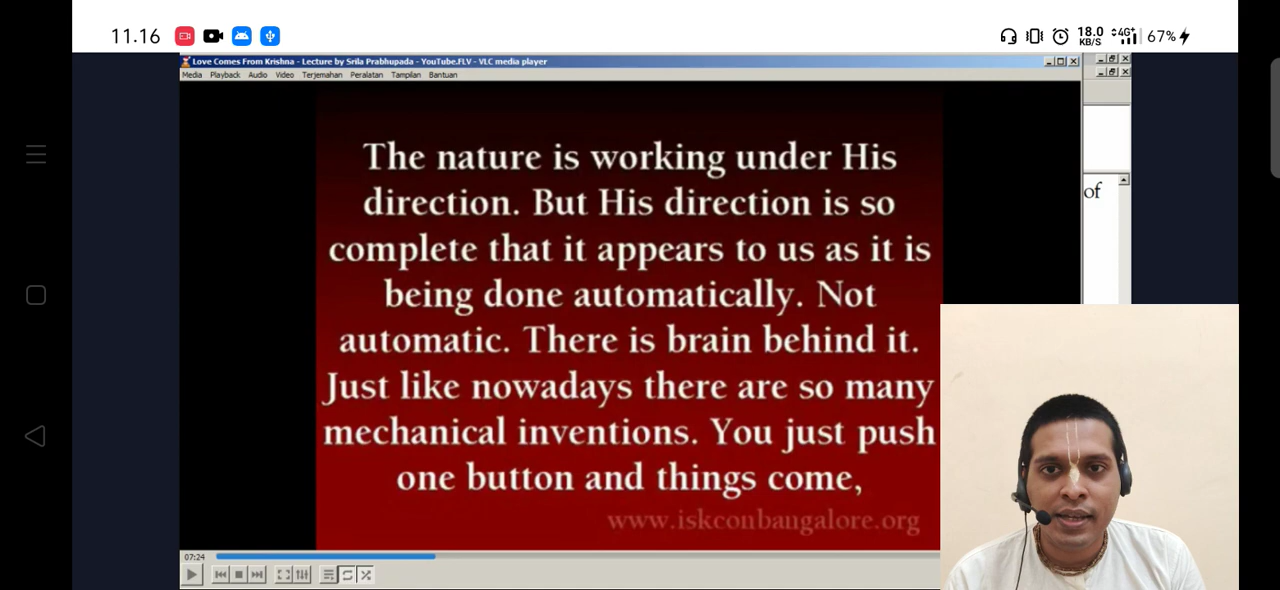 11.16
18.0
KB/S
4G+
67%
Love Comes From Krishna - Lecture by Srila Prabhupada - YouTube.FLV - VLC media player
Media Playback Audio Video Terjemahan Peralatan Tampilan Bantuan
The nature is working under His
direction. But His direction is so
complete that it appears to us as it is
being done automatically. Not
automatic. There is brain behind it.
Just like nowadays there are so many
mechanical inventions. You just push
one button and things come,
www.iskconbangalore.org
of
07:24